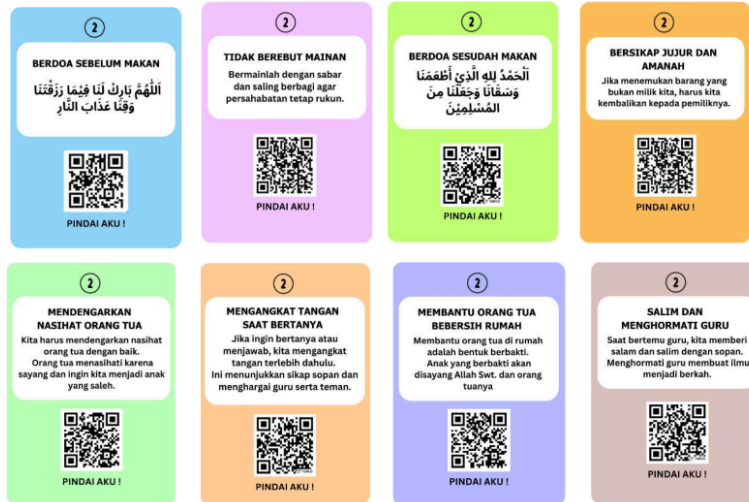 2
BERDOA SEBELUM MAKAN
اَللّٰهُمَّ بَارِكْ لَنَا فِيْمَا رَزَقْتَنَا
وَقِنَا عَذَابَ النَّارِ
PINDAI AKU !
2
TIDAK BEREBUT MAINAN
Bermainlah dengan sabar
dan saling berbagi agar
persahabatan tetap rukun.
PINDAI AKU !
2
BERDOA SESUDAH MAKAN
اَلْحَمْدُ لِلهِ الَّذِيْ أَطْعَمَنَا
وَسَقَانَا وَجَعَلَنَا مِنَ
المُسْلِمِيْنَ
PINDAI AKU !
2
BERSIKAP JUJUR DAN
AMANAH
Jika menemukan barang yang
bukan milik kita, harus kita
kembalikan kepada pemiliknya.
PINDAI AKU !
2
MENDENGARKAN
NASIHAT ORANG TUA
Kita harus mendengarkan nasihat
orang tua dengan baik.
Orang tua menasihati karena
sayang dan ingin kita menjadi anak
yang saleh.
PINDAI AKU !
2
MENGANGKAT TANGAN
SAAT BERTANYA
Jika ingin bertanya atau
menjawab, kita mengangkat
tangan terlebih dahulu.
Ini menunjukkan sikap sopan dan
menghargai guru serta teman.
PINDAI AKU !
2
MEMBANTU ORANG TUA
BEBERSIH RUMAH
Membantu orang tua di rumah
adalah bentuk berbakti.
Anak yang berbakti akan
disayang Allah Swt. dan orang
tuanya
PINDAI AKU !
2
SALIM DAN
MENGHORMATI GURU
Saat bertemu guru, kita memberi
salam dan salim dengan sopan.
Menghormati guru membuat ilmu
menjadi berkah.
PINDAI AKU !